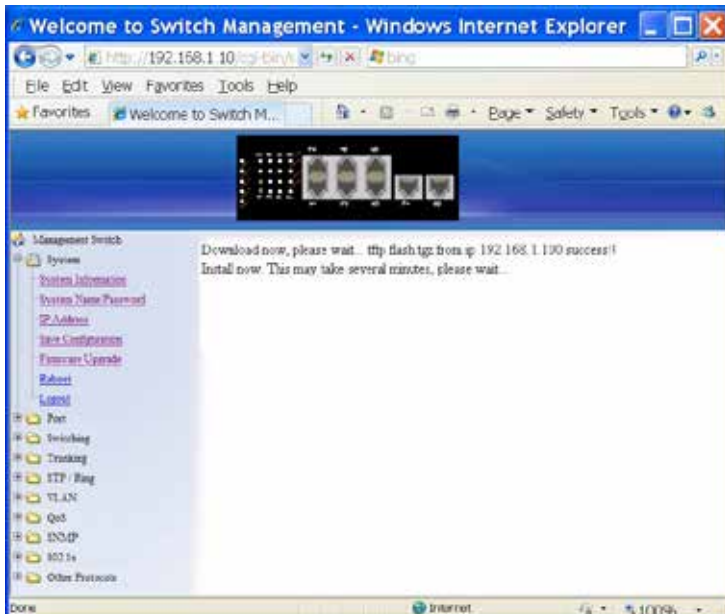 Welcome to Switch Management - Windows Internet Explorer
http://192.168.1.10/cgi-bin/s
bing
File Edit View Favorites Tools Help
Favorites Welcome to Switch M...
Page Safety Tools
Management Switch
System
System Information
System Name/Password
IP Address
Save Configuration
Firmware Upgrade
Reboot
Logout
Port
Switching
Trunking
STP / Ring
VLAN
QoS
SNMP
802.1x
Other Protocols
Download now, please wait... tftp flash.tgz from ip 192.168.1.100 success!!
Install now. This may take several minutes, please wait...
Done
Internet
100%